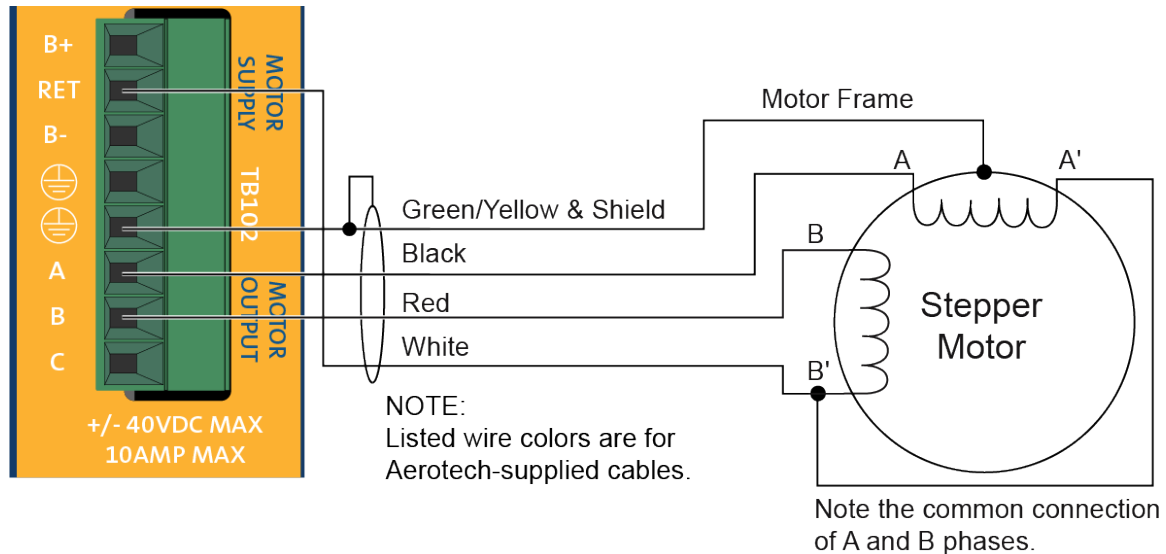 B+
RET
B-
A
B
C
MOTOR
SUPPLY
TB102
MOTOR
OUTPUT
+/- 40VDC MAX
10AMP MAX
Motor Frame
Green/Yellow & Shield
Black
Red
White
NOTE:
Listed wire colors are for
Aerotech-supplied cables.
A
A'
B
B'
Stepper
Motor
Note the common connection
of A and B phases.